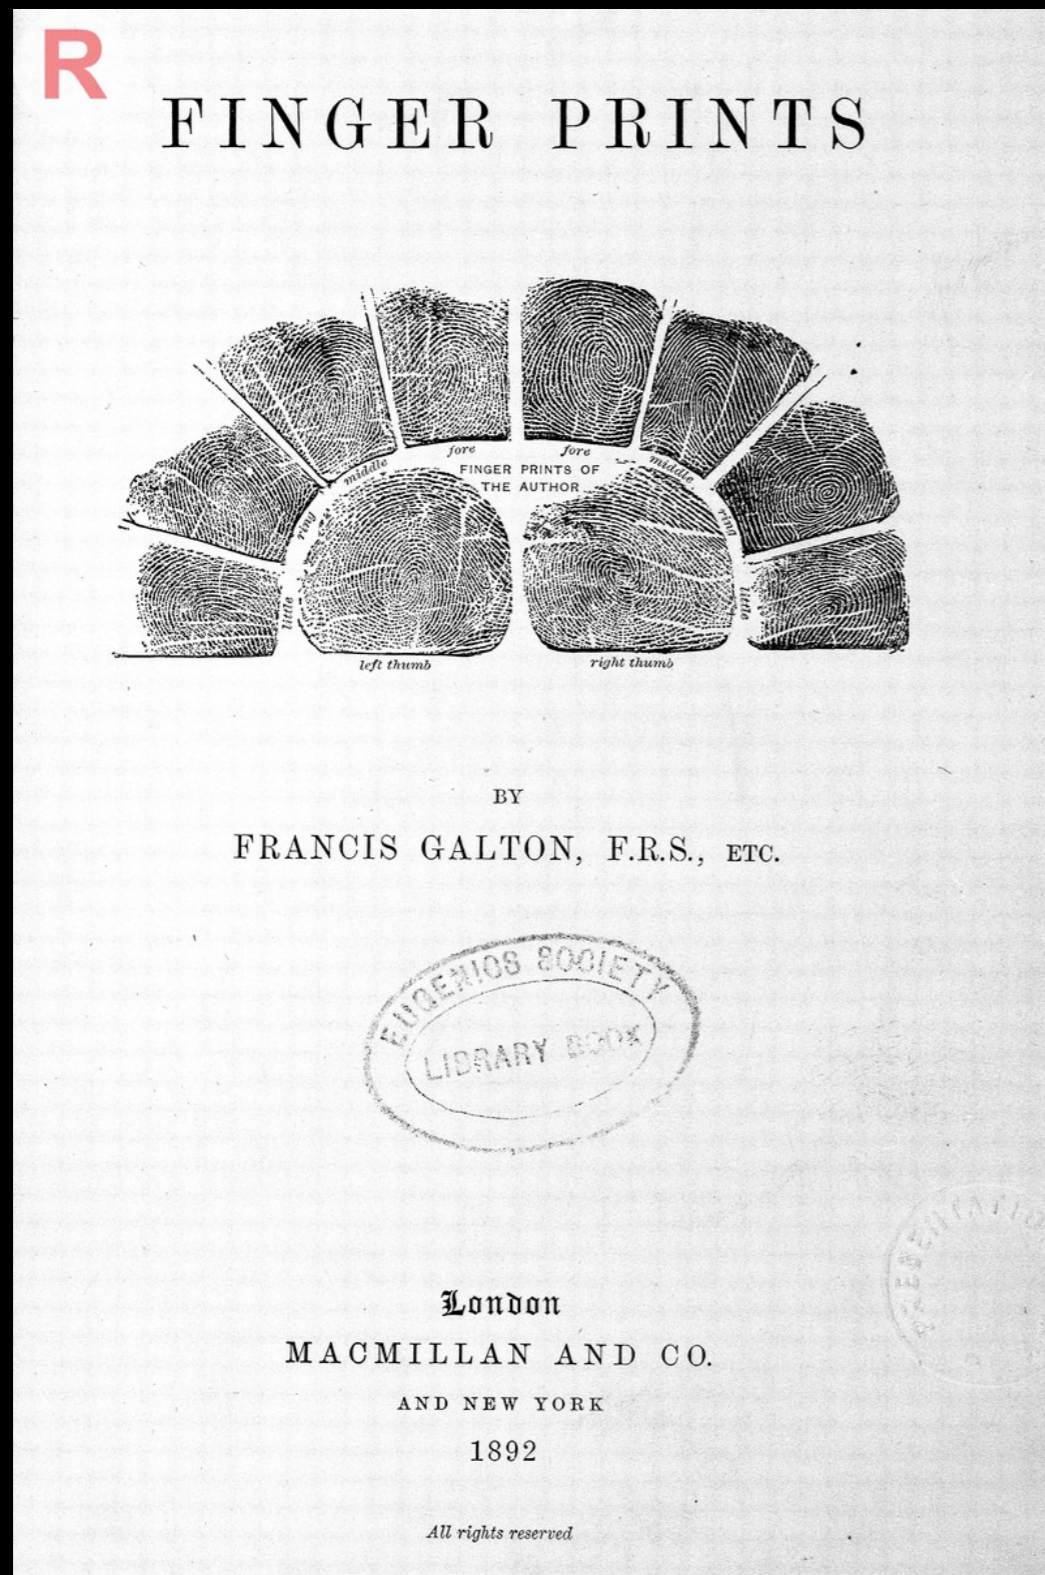 R
FINGER PRINTS
fore
fore
middle
middle
FINGER PRINTS OF
THE AUTHOR
ring
ring
little
little
left thumb
right thumb
BY
FRANCIS GALTON, F.R.S., ETC.
EUGENICS SOCIETY
LIBRARY BOOK
London
MACMILLAN AND CO.
AND NEW YORK
1892
All rights reserved